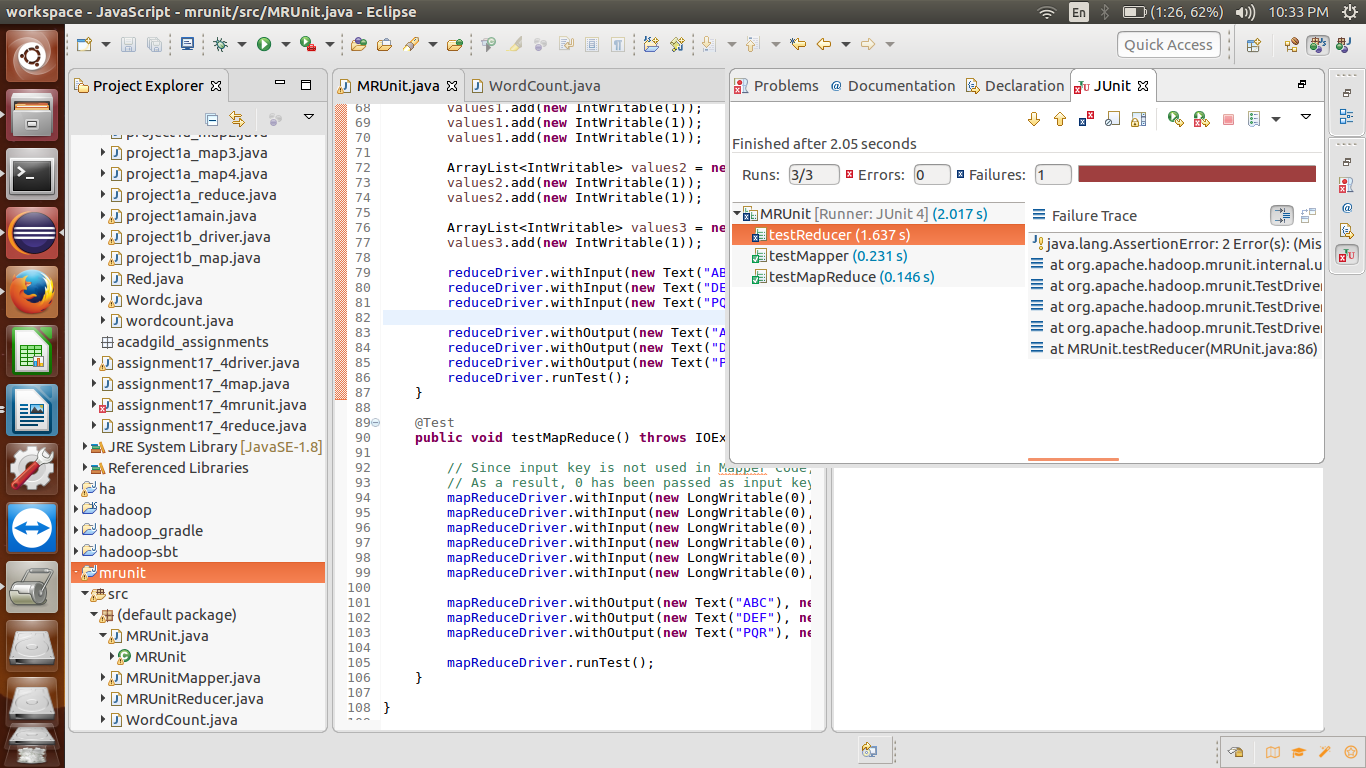 workspace - JavaScript - mrunit/src/MRUnit.java - Eclipse
En
(1:26, 62%)
10:33 PM
Quick Access
Project Explorer
project1a_map2.java
project1a_map3.java
project1a_map4.java
project1a_reduce.java
project1amain.java
project1b_driver.java
project1b_map.java
Red.java
Wordc.java
wordcount.java
acadgild_assignments
assignment17_4driver.java
assignment17_4map.java
assignment17_4mrunit.java
assignment17_4reduce.java
JRE System Library [JavaSE-1.8]
Referenced Libraries
ha
hadoop
hadoop_gradle
hadoop-sbt
mrunit
src
(default package)
MRUnit.java
MRUnit
MRUnitMapper.java
MRUnitReducer.java
WordCount.java
MRUnit.java
WordCount.java
68 values1.add(new IntWritable(1));
69 values1.add(new IntWritable(1));
70 values1.add(new IntWritable(1));
71
72 ArrayList<IntWritable> values2 = ne
73 values2.add(new IntWritable(1));
74 values2.add(new IntWritable(1));
75
76 ArrayList<IntWritable> values3 = ne
77 values3.add(new IntWritable(1));
78
79 reduceDriver.withInput(new Text("AB
80 reduceDriver.withInput(new Text("DE
81 reduceDriver.withInput(new Text("PQ
82
83 reduceDriver.withOutput(new Text("A
84 reduceDriver.withOutput(new Text("D
85 reduceDriver.withOutput(new Text("P
86 reduceDriver.runTest();
87 }
88
89 @Test
90 public void testMapReduce() throws IOEx
91
92 // Since input key is not used in Mapper code,
93 // As a result, 0 has been passed as input key
94 mapReduceDriver.withInput(new LongWritable(0),
95 mapReduceDriver.withInput(new LongWritable(0),
96 mapReduceDriver.withInput(new LongWritable(0),
97 mapReduceDriver.withInput(new LongWritable(0),
98 mapReduceDriver.withInput(new LongWritable(0),
99 mapReduceDriver.withInput(new LongWritable(0),
100
101 mapReduceDriver.withOutput(new Text("ABC"), ne
102 mapReduceDriver.withOutput(new Text("DEF"), ne
103 mapReduceDriver.withOutput(new Text("PQR"), ne
104
105 mapReduceDriver.runTest();
106 }
107
108 }
Problems
Documentation
Declaration
JUnit
Finished after 2.05 seconds
Runs: 3/3
Errors: 0
Failures: 1
MRUnit [Runner: JUnit 4] (2.017 s)
testReducer (1.637 s)
testMapper (0.231 s)
testMapReduce (0.146 s)
Failure Trace
java.lang.AssertionError: 2 Error(s): (Mis
at org.apache.hadoop.mrunit.internal.u
at org.apache.hadoop.mrunit.TestDrive
at org.apache.hadoop.mrunit.TestDrive
at org.apache.hadoop.mrunit.TestDrive
at MRUnit.testReducer(MRUnit.java:86)